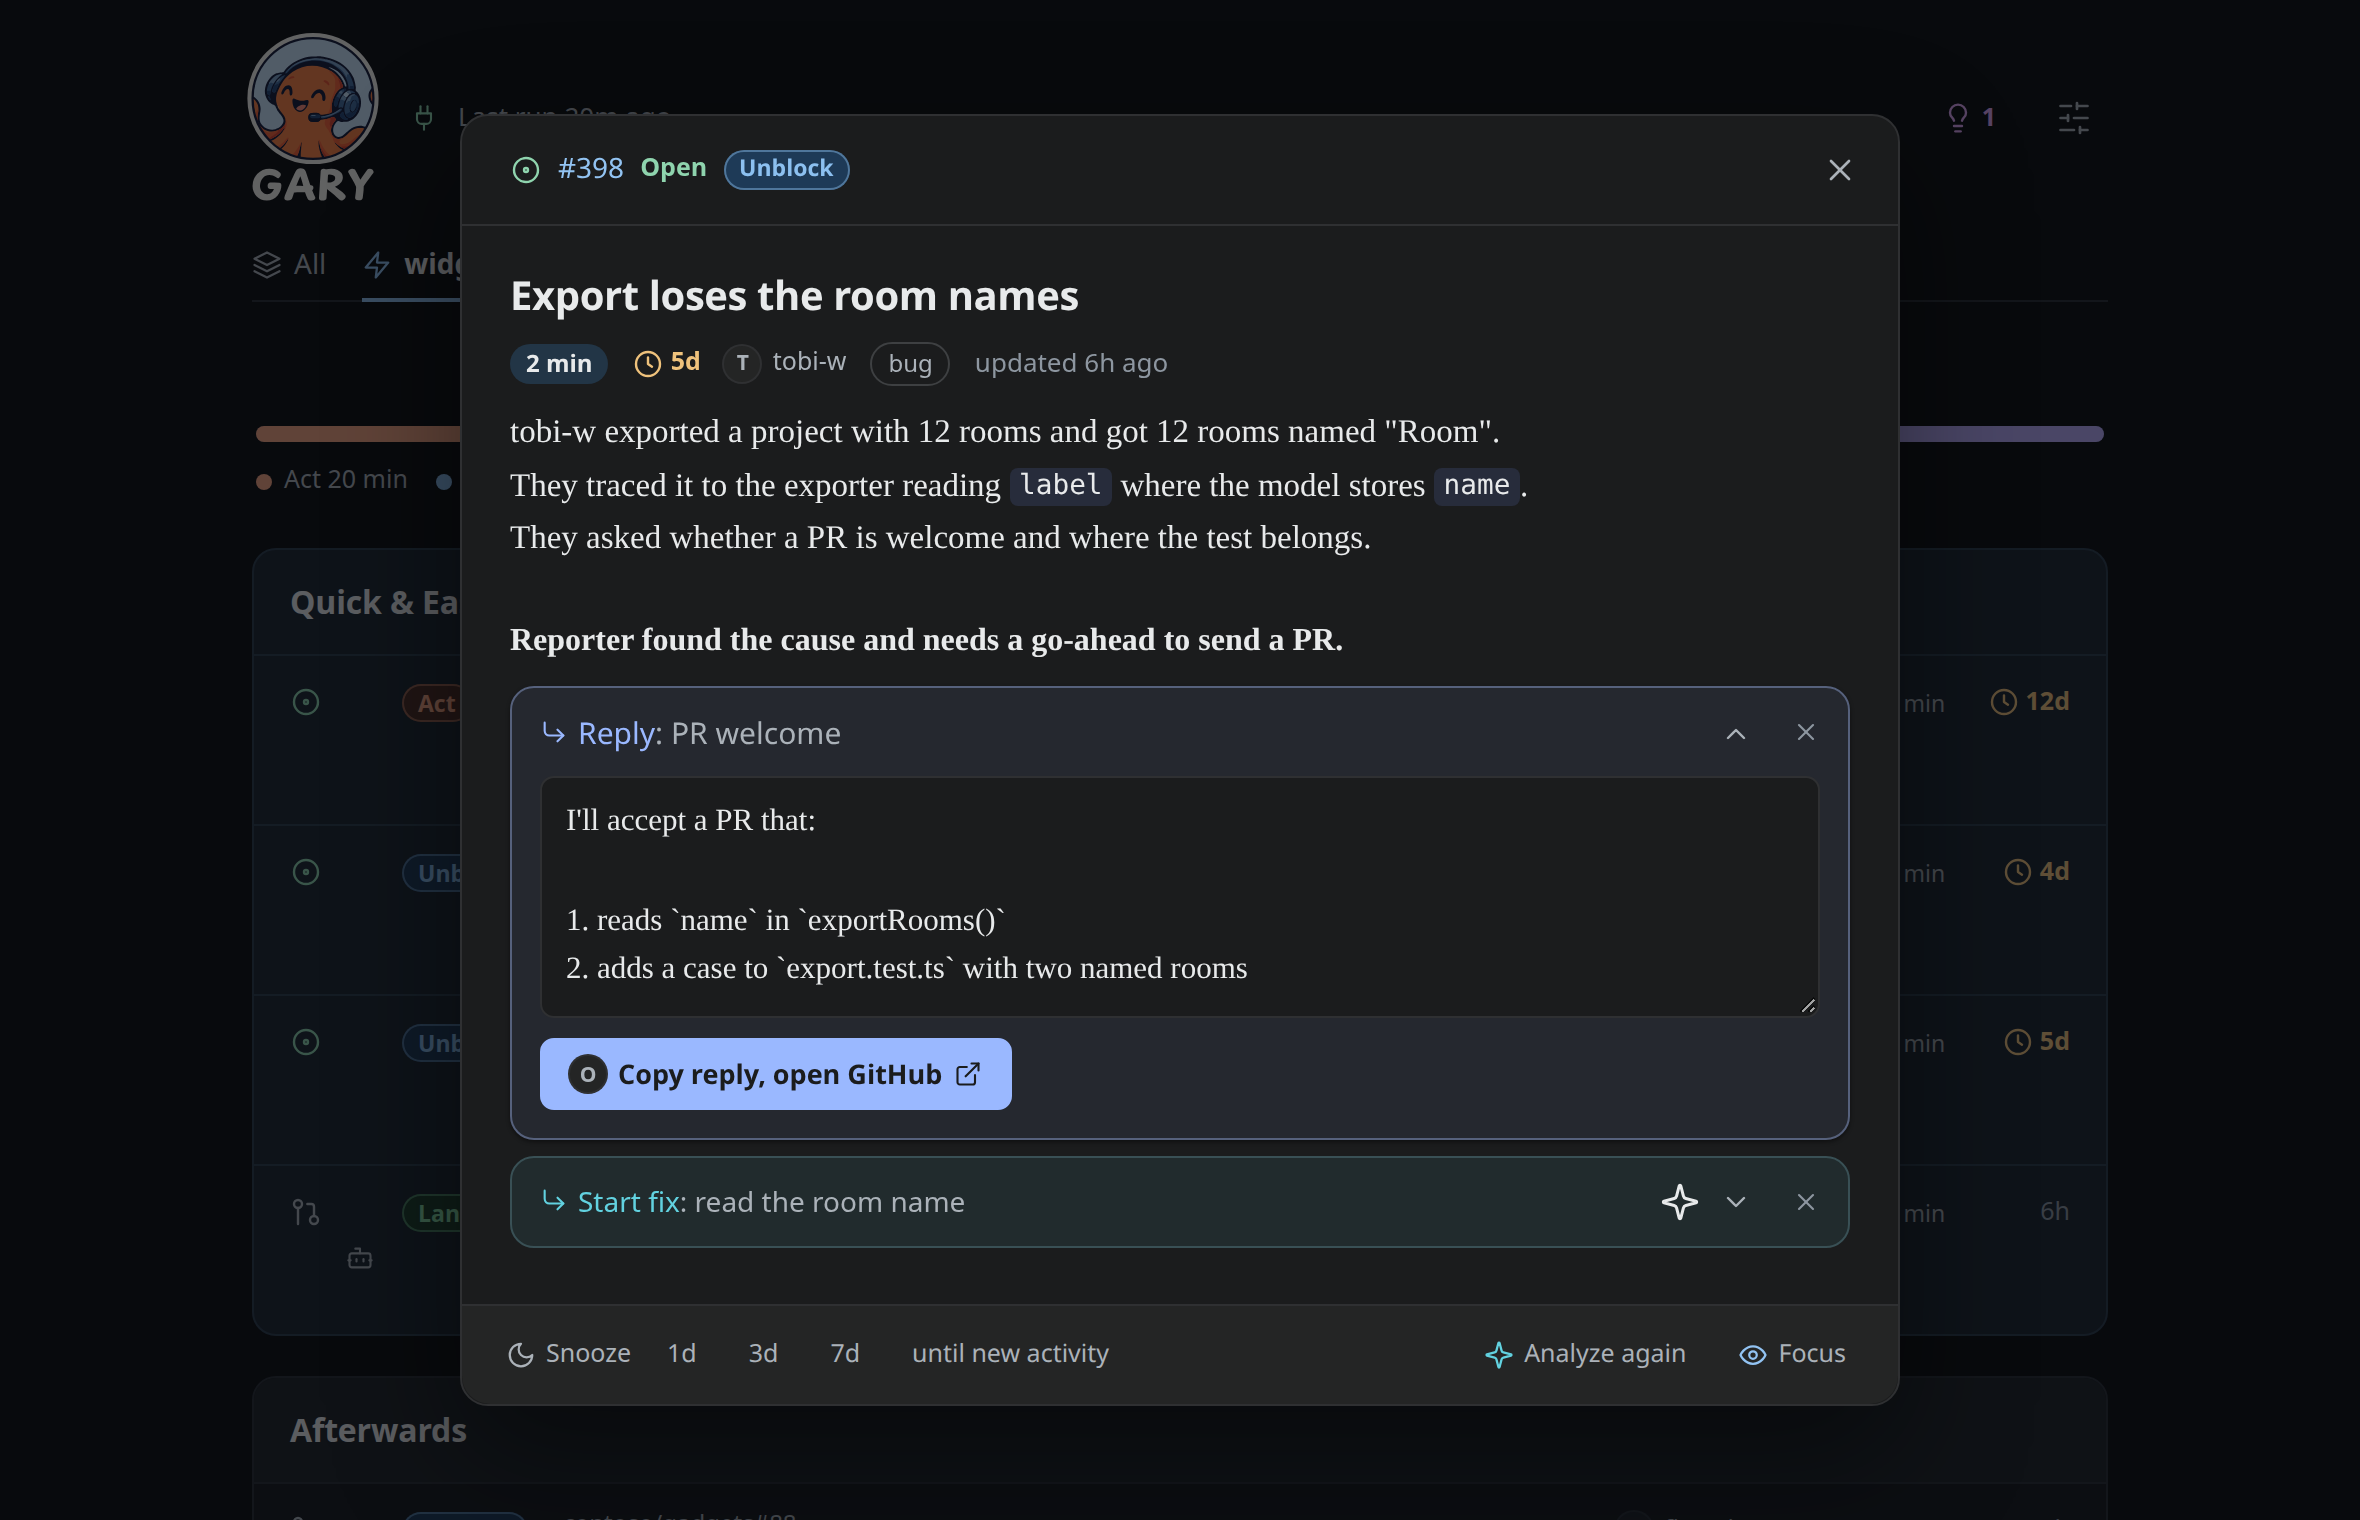 GARY
Last run 20m ago
1
All
widg
Act 20 min
Quick & Ea
Act
min
12d
Unb
min
4d
Unb
min
5d
Lan
min
6h
Afterwards
#398 Open Unblock
Export loses the room names
2 min 5d T tobi-w bug updated 6h ago
tobi-w exported a project with 12 rooms and got 12 rooms named "Room".
They traced it to the exporter reading label where the model stores name.
They asked whether a PR is welcome and where the test belongs.
Reporter found the cause and needs a go-ahead to send a PR.
Reply: PR welcome
I'll accept a PR that:
1. reads `name` in `exportRooms()`
2. adds a case to `export.test.ts` with two named rooms
O Copy reply, open GitHub
Start fix: read the room name
Snooze 1d 3d 7d until new activity Analyze again Focus